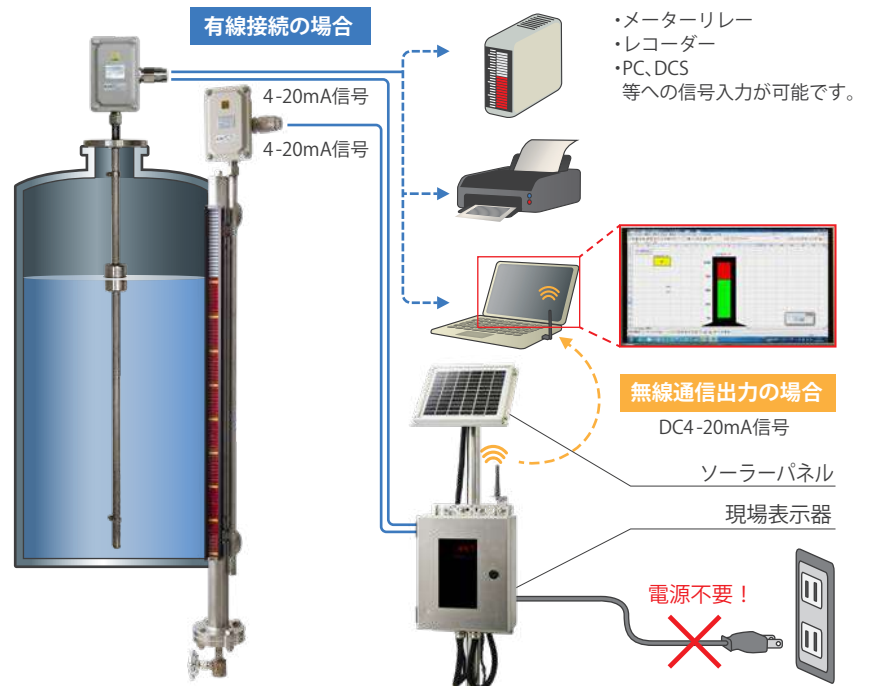 有線接続の場合
・メーターリレー
・レコーダー
・PC、DCS
等への信号入力が可能です。
4-20mA信号
4-20mA信号
無線通信出力の場合
DC4-20mA信号
ソーラーパネル
現場表示器
電源不要！